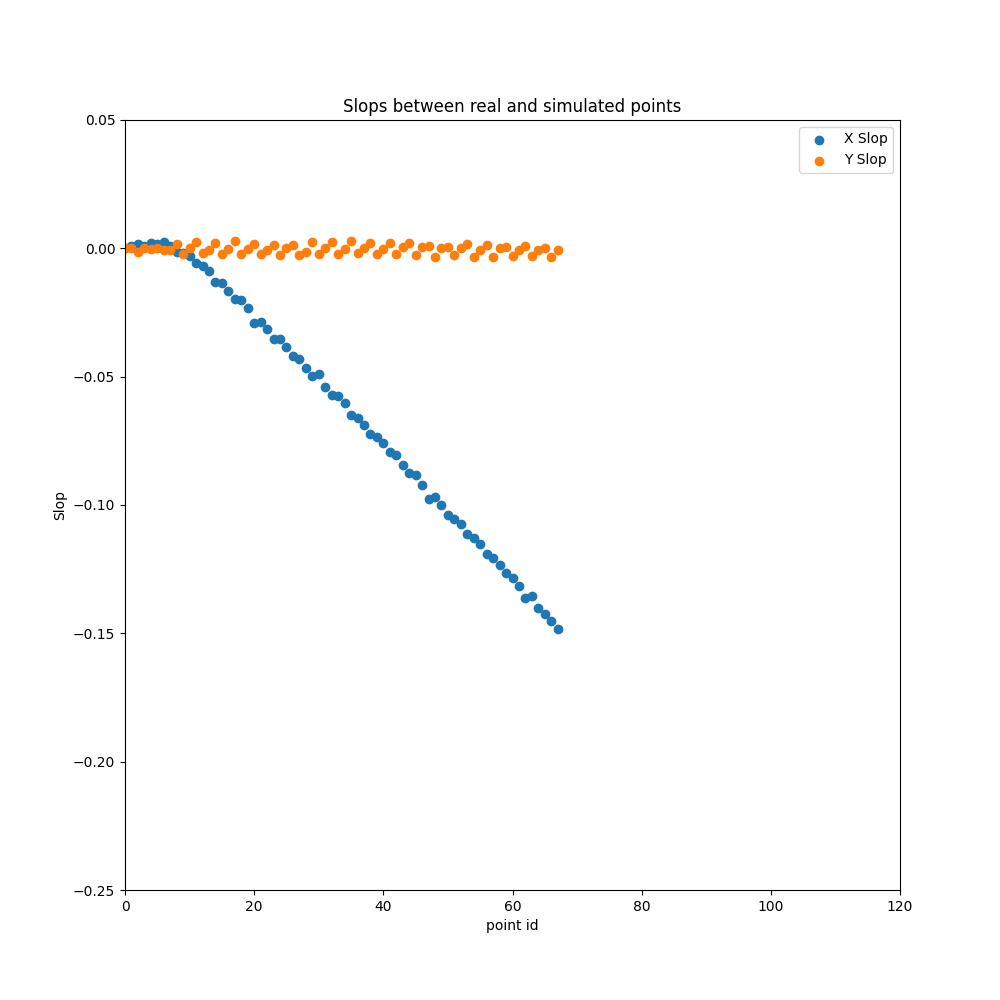 Slops between real and simulated points
X Slop
Y Slop
0.05
0.00
−0.05
−0.10
−0.15
−0.20
−0.25
Slop
0 20 40 60 80 100 120
point id